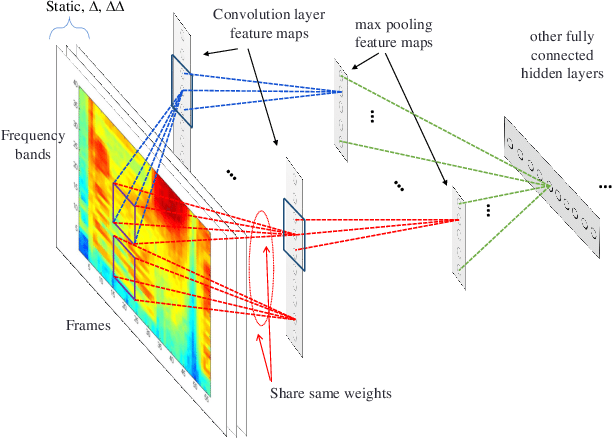 Static, Δ, ΔΔ
Convolution layer
feature maps
max pooling
feature maps
other fully
connected
hidden layers
Frequency
bands
Frames
Share same weights